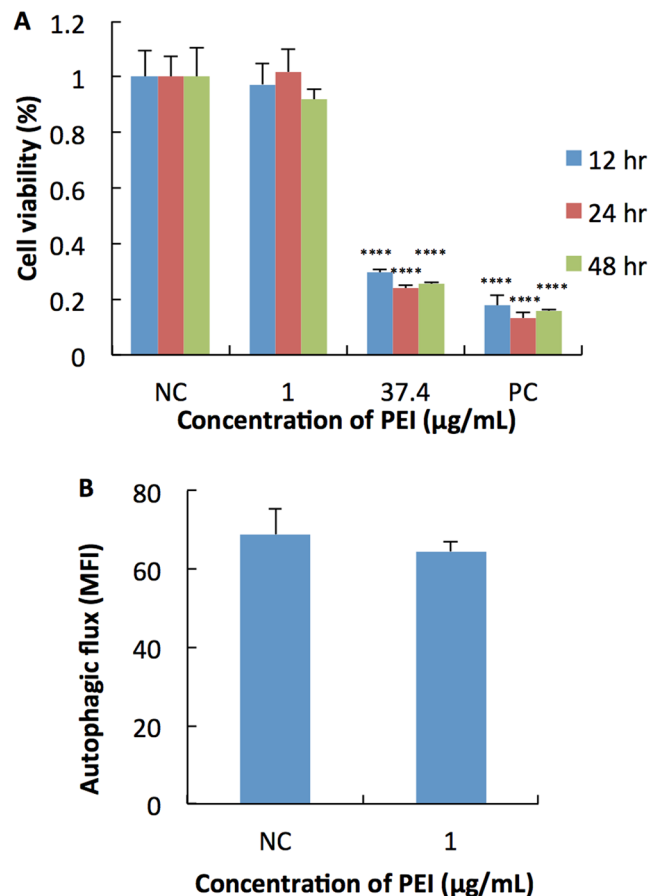 A
Cell viability (%)
1.2
1
0.8
0.6
0.4
0.2
0
**** **** ****
**** **** ****
12 hr
24 hr
48 hr
NC 1 37.4 PC
Concentration of PEI (μg/mL)
B
Autophagic flux (MFI)
80
60
40
20
0
NC 1
Concentration of PEI (μg/mL)